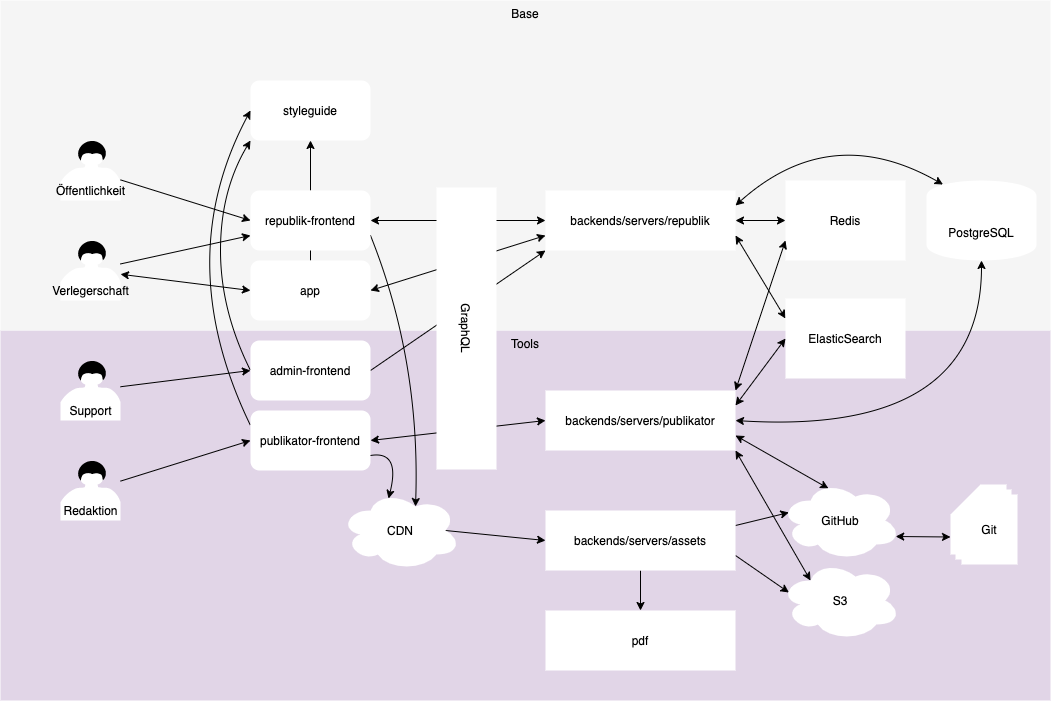 Base
styleguide
Öffentlichkeit
republik-frontend
backends/servers/republik
Redis
PostgreSQL
Verlegerschaft
app
GraphQL
ElasticSearch
Tools
Support
admin-frontend
publikator-frontend
backends/servers/publikator
Redaktion
CDN
backends/servers/assets
GitHub
Git
S3
pdf